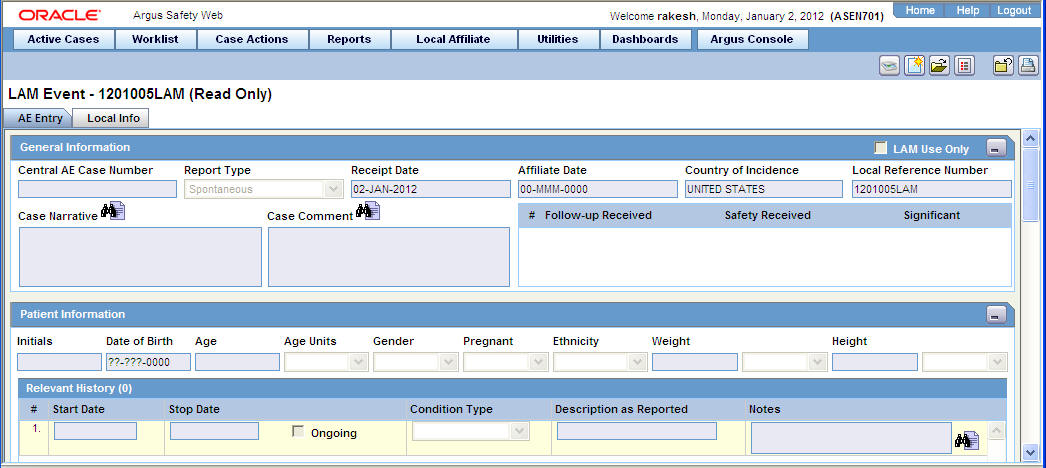 ORACLE Argus Safety Web Welcome rakesh, Monday, January 2, 2012 (ASEN701) Home Help Logout
Active Cases Worklist Case Actions Reports Local Affiliate Utilities Dashboards Argus Console
LAM Event - 1201005LAM (Read Only)
AE Entry Local Info
General Information LAM Use Only
Central AE Case Number Report Type Receipt Date Affiliate Date Country of Incidence Local Reference Number
Spontaneous 02-JAN-2012 00-MMM-0000 UNITED STATES 1201005LAM
Case Narrative Case Comment # Follow-up Received Safety Received Significant
Patient Information
Initials Date of Birth Age Age Units Gender Pregnant Ethnicity Weight Height
??-???-0000
Relevant History (0)
# Start Date Stop Date Condition Type Description as Reported Notes
1. Ongoing